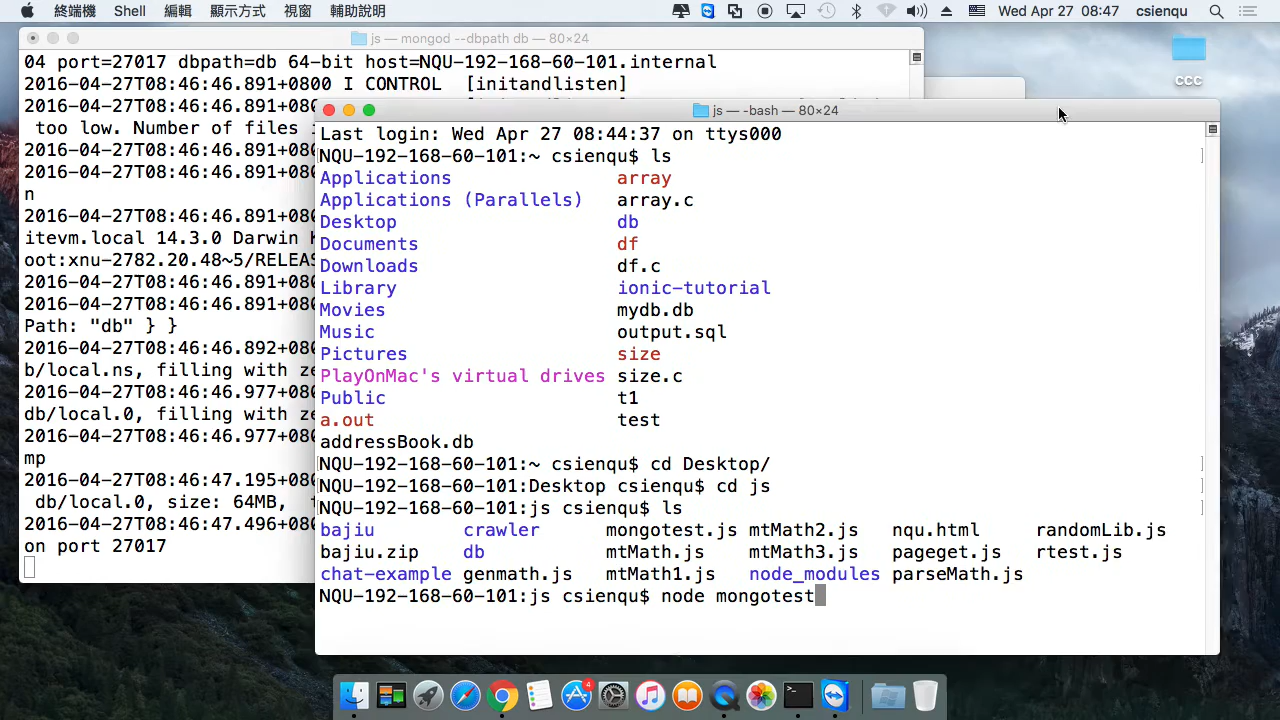 終端機 Shell 編輯 顯示方式 視窗 輔助說明 Wed Apr 27 08:47 csienqu
js — mongod --dbpath db — 80×24
04 port=27017 dbpath=db 64-bit host=NQU-192-168-60-101.internal
2016-04-27T08:46:46.891+0800 I CONTROL [initandlisten]
2016-04-27T08:46:46.891+080
too low. Number of files i
2016-04-27T08:46:46.891+080
2016-04-27T08:46:46.891+080
n
2016-04-27T08:46:46.891+080
itevm.local 14.3.0 Darwin K
oot:xnu-2782.20.48~5/RELEAS
2016-04-27T08:46:46.891+080
2016-04-27T08:46:46.891+080
Path: "db" } }
2016-04-27T08:46:46.892+080
b/local.ns, filling with ze
2016-04-27T08:46:46.977+080
db/local.0, filling with ze
2016-04-27T08:46:46.977+080
mp
2016-04-27T08:46:47.195+080
db/local.0, size: 64MB,
2016-04-27T08:46:47.496+080
on port 27017
js — -bash — 80×24
Last login: Wed Apr 27 08:44:37 on ttys000
NQU-192-168-60-101:~ csienqu$ ls
Applications array
Applications (Parallels) array.c
Desktop db
Documents df
Downloads df.c
Library ionic-tutorial
Movies mydb.db
Music output.sql
Pictures size
PlayOnMac's virtual drives size.c
Public t1
a.out test
addressBook.db
NQU-192-168-60-101:~ csienqu$ cd Desktop/
NQU-192-168-60-101:Desktop csienqu$ cd js
NQU-192-168-60-101:js csienqu$ ls
bajiu crawler mongotest.js mtMath2.js nqu.html randomLib.js
bajiu.zip db mtMath.js mtMath3.js pageget.js rtest.js
chat-example genmath.js mtMath1.js node_modules parseMath.js
NQU-192-168-60-101:js csienqu$ node mongotest
ccc
4